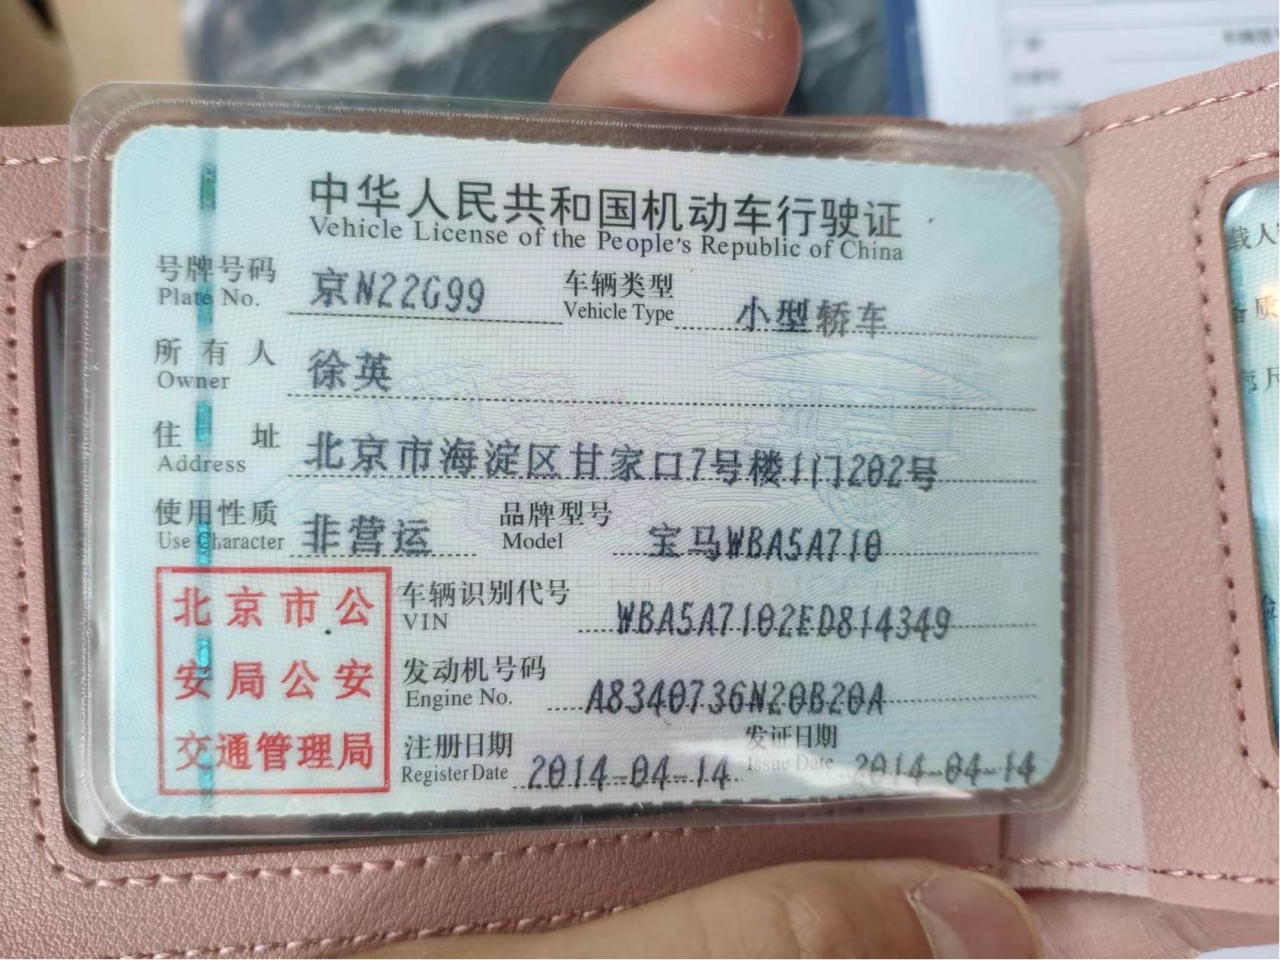 中华人民共和国机动车行驶证
Vehicle License of the People's Republic of China
号牌号码 京N22G99 车辆类型 小型轿车
Plate No. Vehicle Type
所有人 徐英
Owner
住址 北京市海淀区甘家口7号楼1门202号
Address
使用性质 非营运 品牌型号 宝马WBA5A710
Use Character Model
北京市公
安局公安
交通管理局
车辆识别代号 WBA5A7102ED814349
VIN
发动机号码 A8340736N20B20A
Engine No.
注册日期 2014-04-14 发证日期 2014-04-14
Register Date Issue Date
载人
质